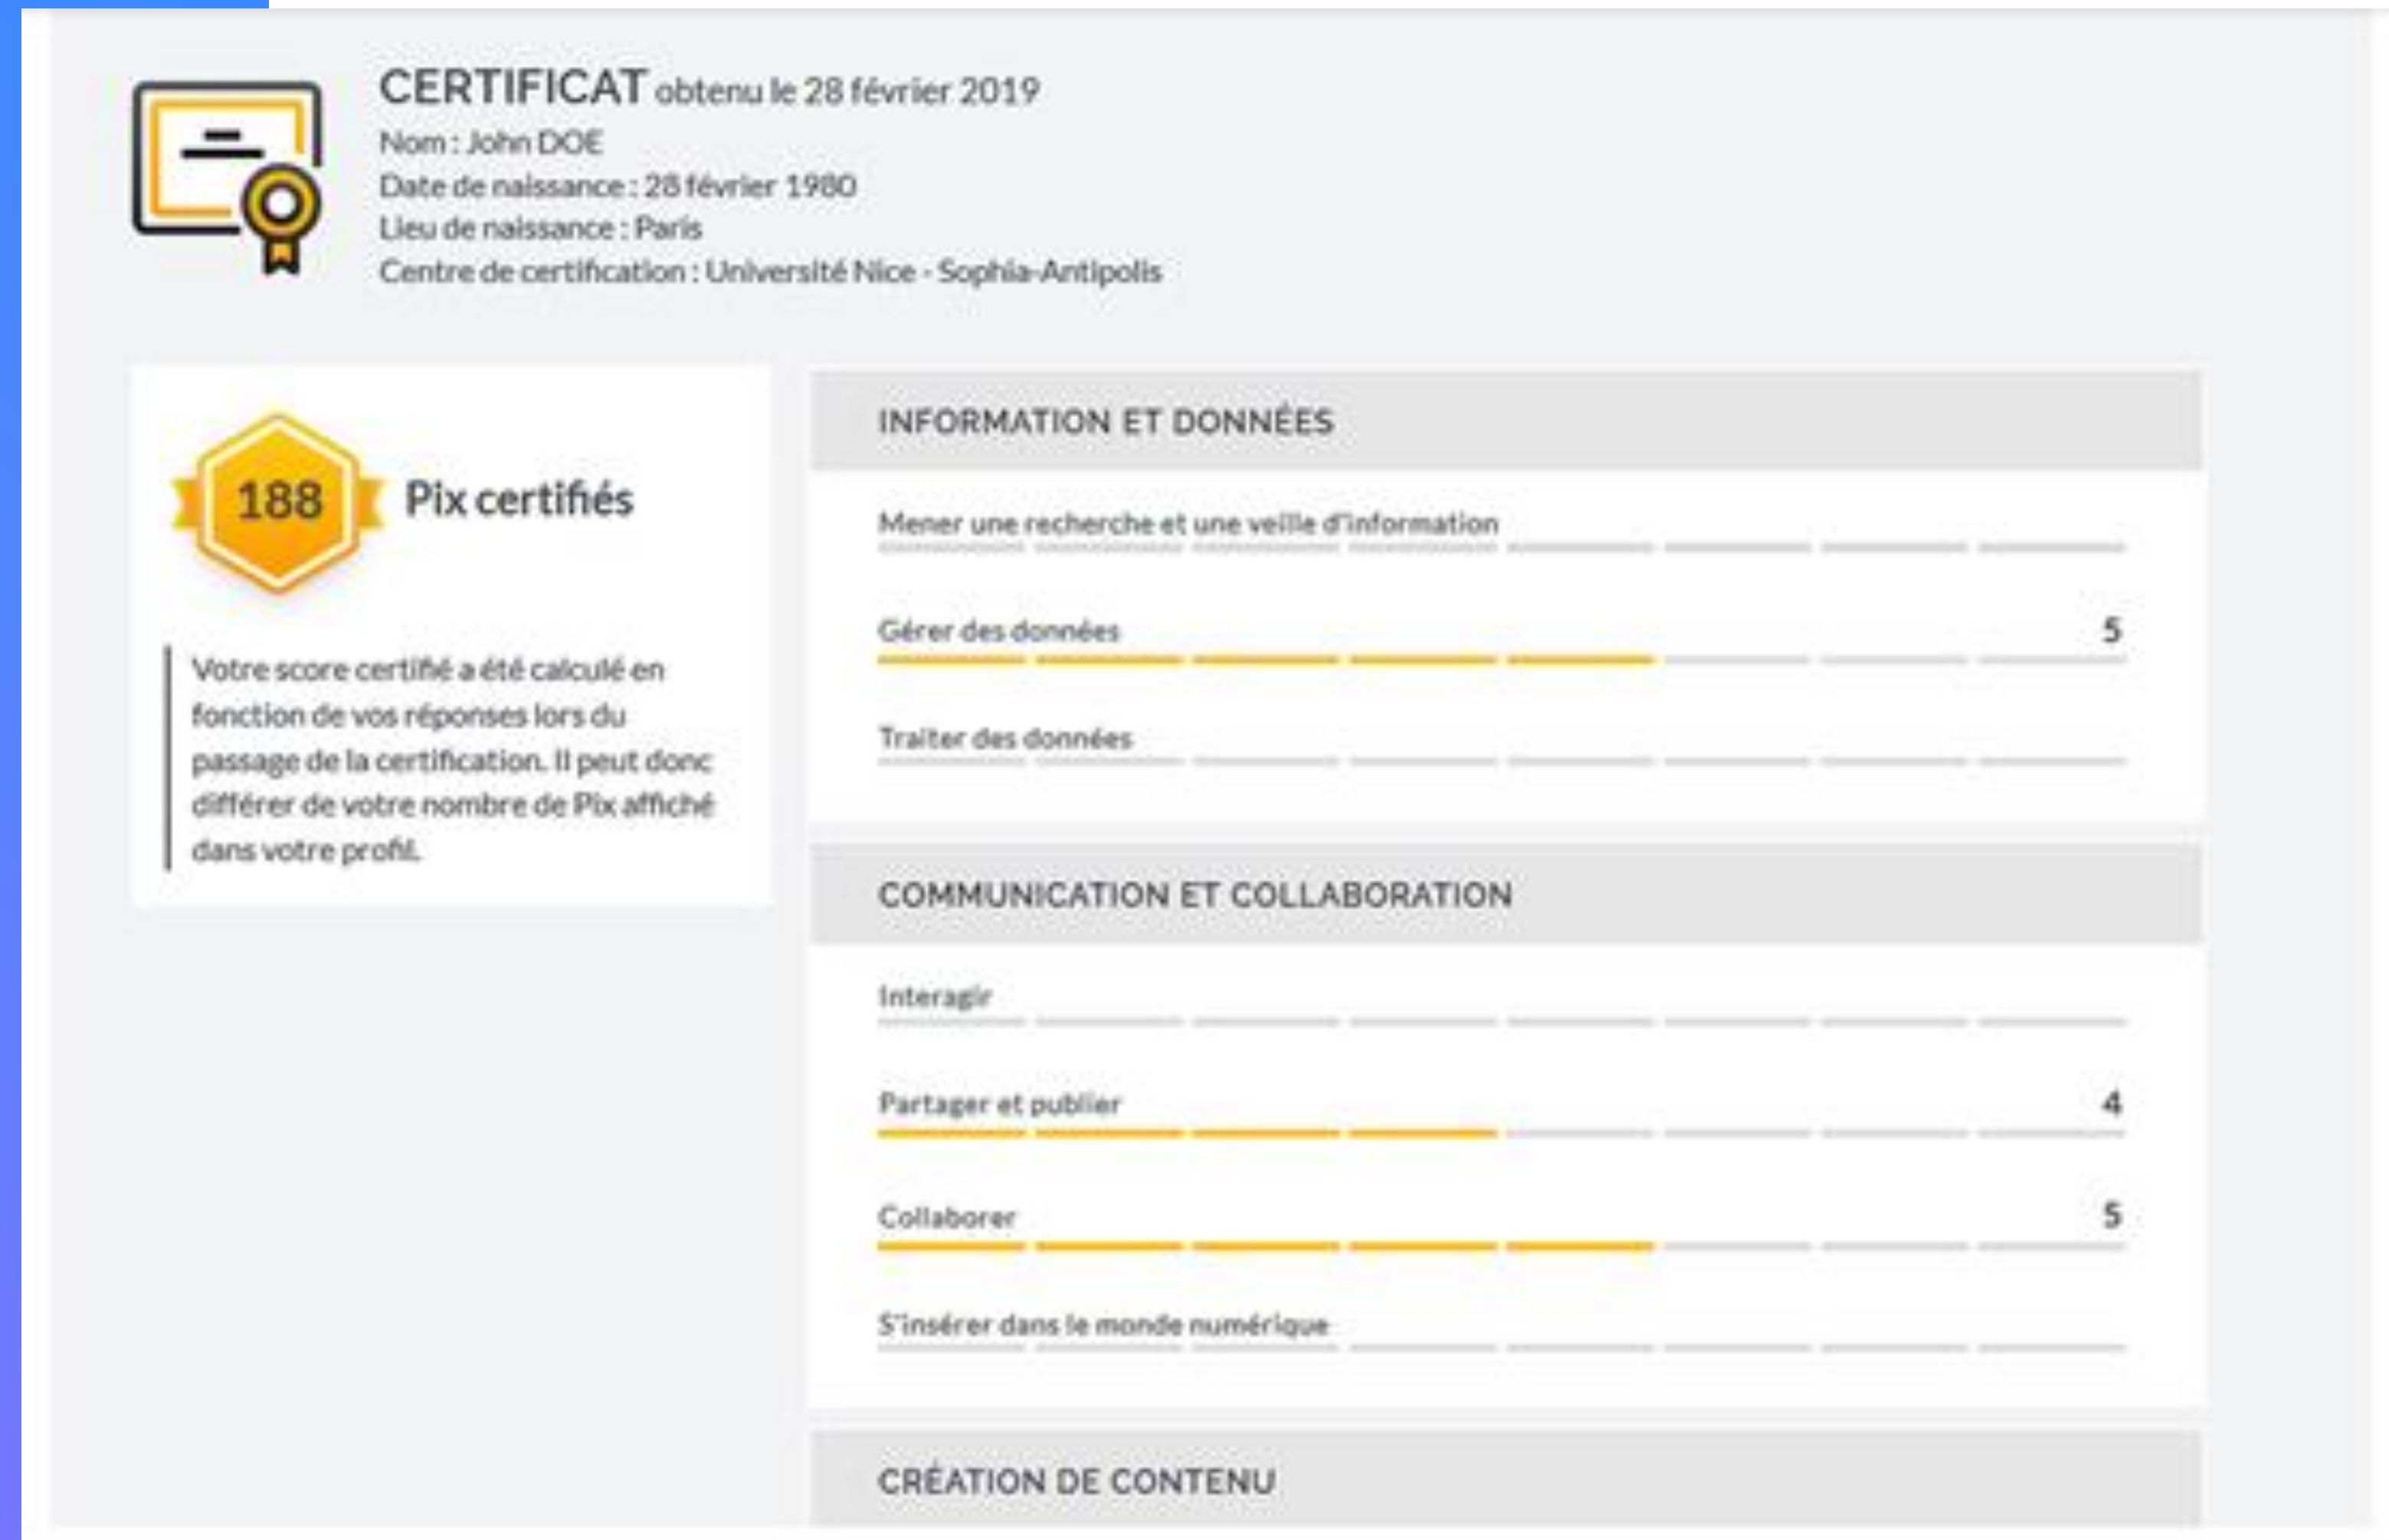 CERTIFICAT obtenu le 28 février 2019
Nom : John DOE
Date de naissance : 28 février 1980
Lieu de naissance : Paris
Centre de certification : Université Nice - Sophia-Antipolis
188 Pix certifiés
Votre score certifié a été calculé en
fonction de vos réponses lors du
passage de la certification. Il peut donc
différer de votre nombre de Pix affiché
dans votre profil.
INFORMATION ET DONNÉES
Mener une recherche et une veille d'information
Gérer des données 5
Traiter des données
COMMUNICATION ET COLLABORATION
Interagir
Partager et publier 4
Collaborer 5
S'insérer dans le monde numérique
CRÉATION DE CONTENU